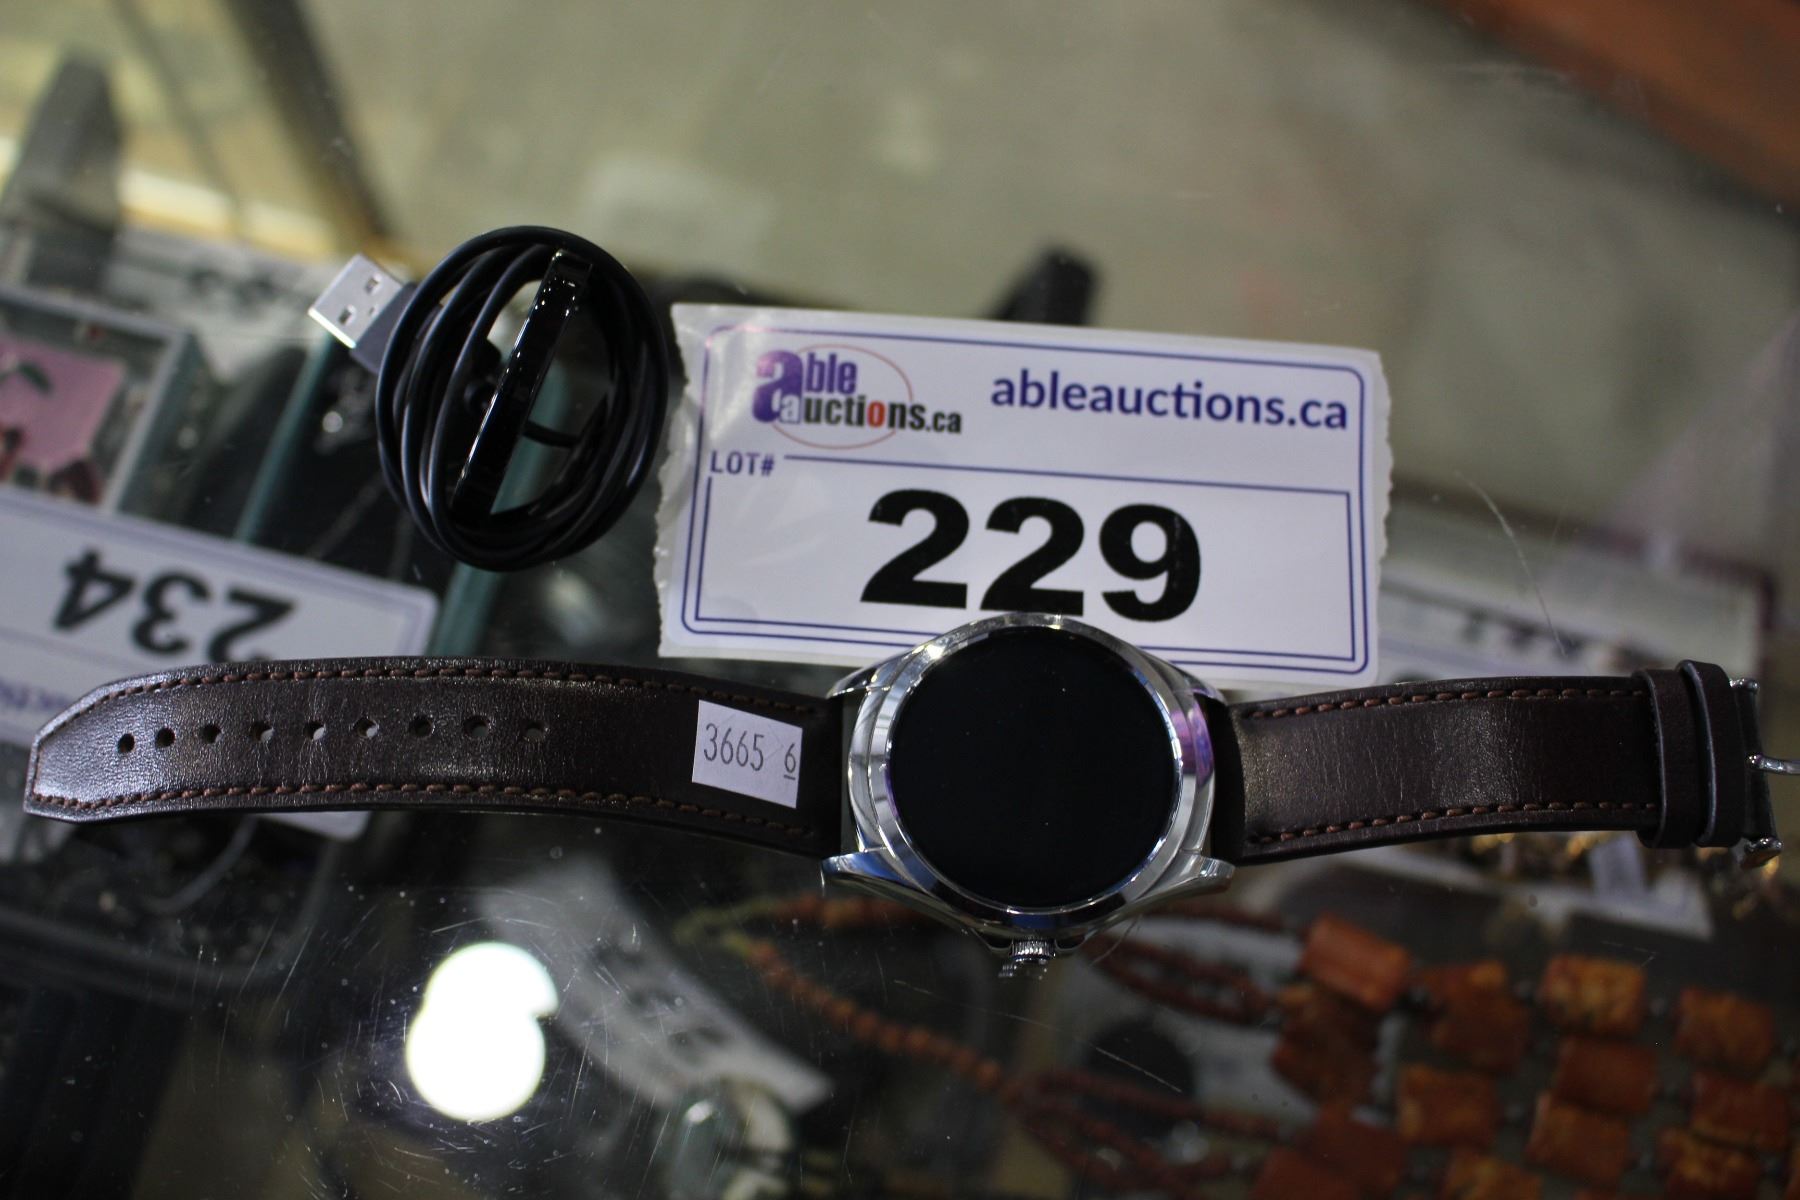 able
auctions.ca
ableauctions.ca
LOT#
229
3665 6
234